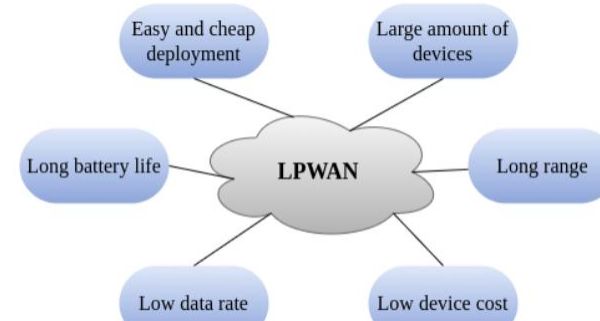 Easy and cheap
deployment
Large amount of
devices
Long battery life
LPWAN
Long range
Low data rate
Low device cost